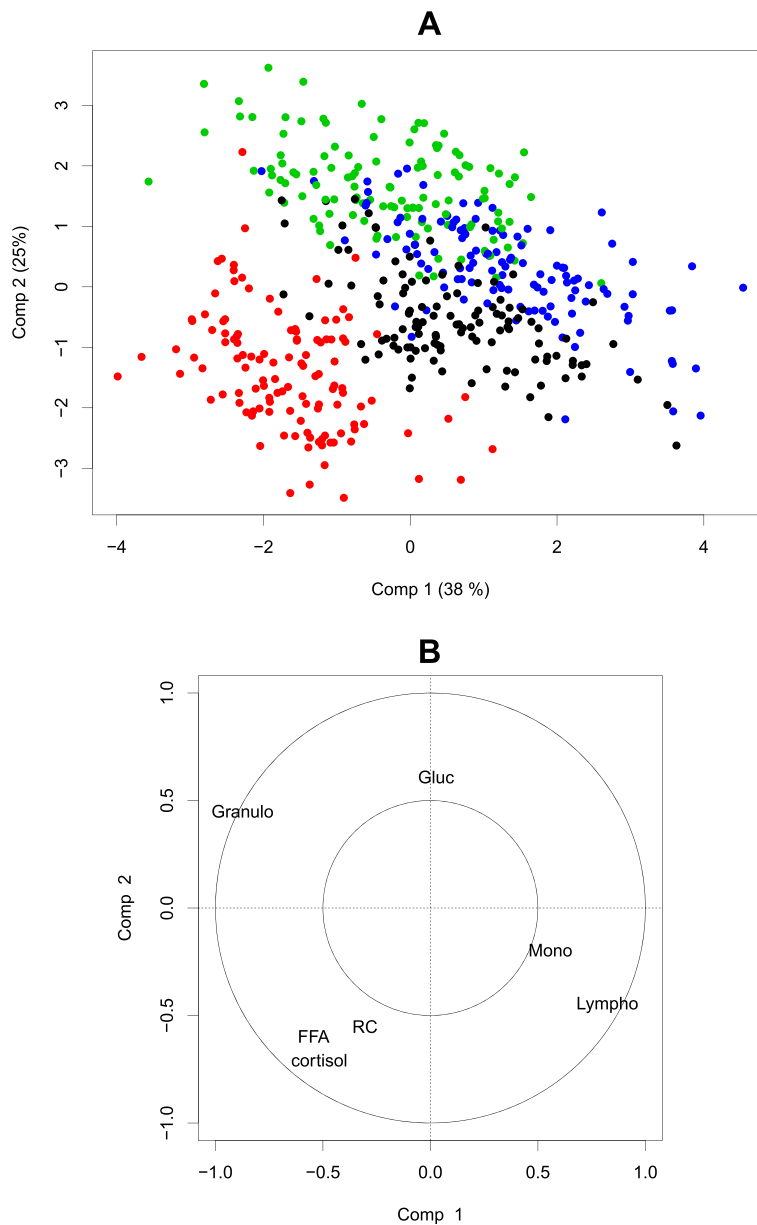 A
3
2
1
0
−1
−2
−3
Comp 2 (25%)
−4
−2
0
2
4
Comp 1 (38 %)
B
1.0
0.5
0.0
−0.5
−1.0
Comp 2
Gluc
Granulo
Mono
Lympho
RC
FFA
cortisol
−1.0
−0.5
0.0
0.5
1.0
Comp 1